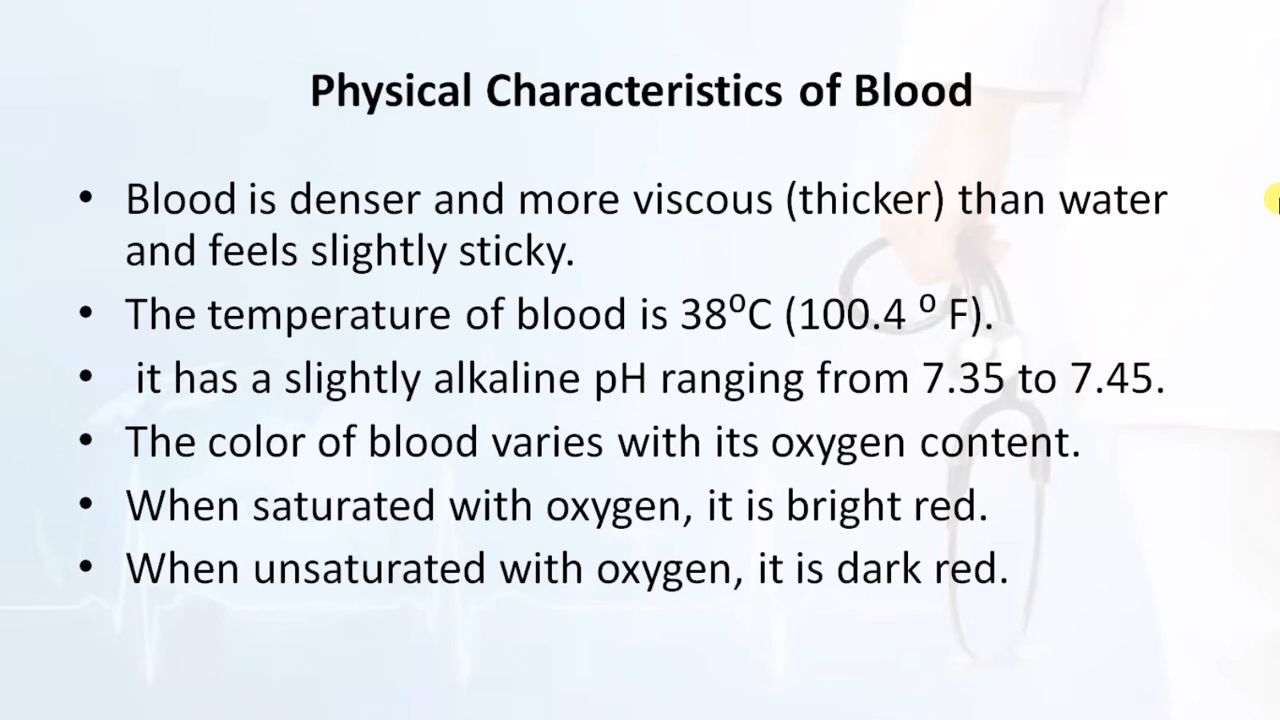 Physical Characteristics of Blood
• Blood is denser and more viscous (thicker) than water
and feels slightly sticky.
• The temperature of blood is 38⁰C (100.4 ⁰ F).
• it has a slightly alkaline pH ranging from 7.35 to 7.45.
• The color of blood varies with its oxygen content.
• When saturated with oxygen, it is bright red.
• When unsaturated with oxygen, it is dark red.